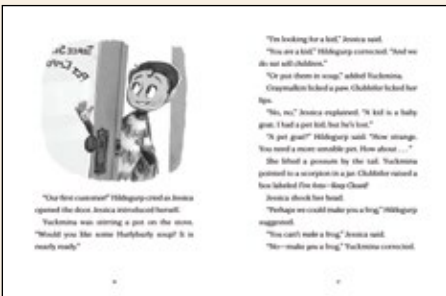 "Our first customer!" Hildegurp cried as Jessica
opened the door. Jessica introduced herself.
Yuckmina was stirring a pot on the stove.
"Would you like some Hurlyburly soup? It is
nearly ready."
"I'm looking for a kid," Jessica said.
"You are a kid," Hildegurp corrected. "And we
do not sell children."
"Or put them in soup," added Yuckmina.
Graymalkin licked a paw. Clubfoot licked her
lips.
"No, no," Jessica explained. "A kid is a baby
goat. I had a pet kid, but he's lost."
"A pet goat?" Hildegurp said. "How strange.
You need a more sensible pet. How about . . ."
She lifted a possum by the tail. Yuckmina
pointed to a scorpion in a jar. raised a
box labeled Fire Ants—Keep Closed!
Jessica shook her head.
"Perhaps we could make you a frog," Hildegurp
suggested.
"You can't make a frog," Jessica said.
"No—make you a frog," Yuckmina corrected.